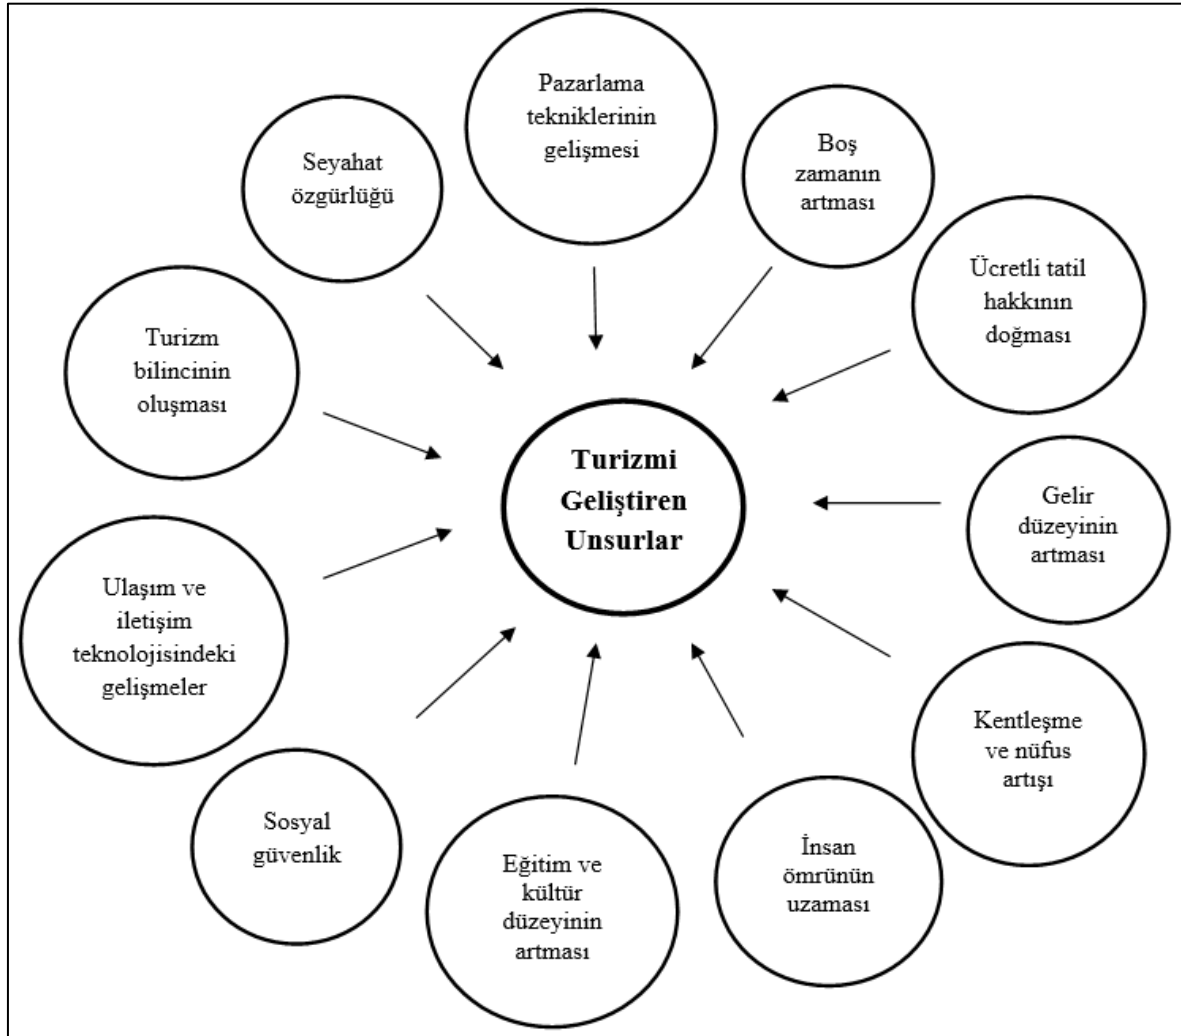 Pazarlama
tekniklerinin
gelişmesi
Boş
zamanın
artması
Ücretli tatil
hakkının
doğması
Gelir
düzeyinin
artması
Kentleşme
ve nüfus
artışı
İnsan
ömrünün
uzaması
Eğitim ve
kültür
düzeyinin
artması
Sosyal
güvenlik
Ulaşım ve
iletişim
teknolojisindeki
gelişmeler
Turizm
bilincinin
oluşması
Seyahat
özgürlüğü
Turizmi
Geliştiren
Unsurlar